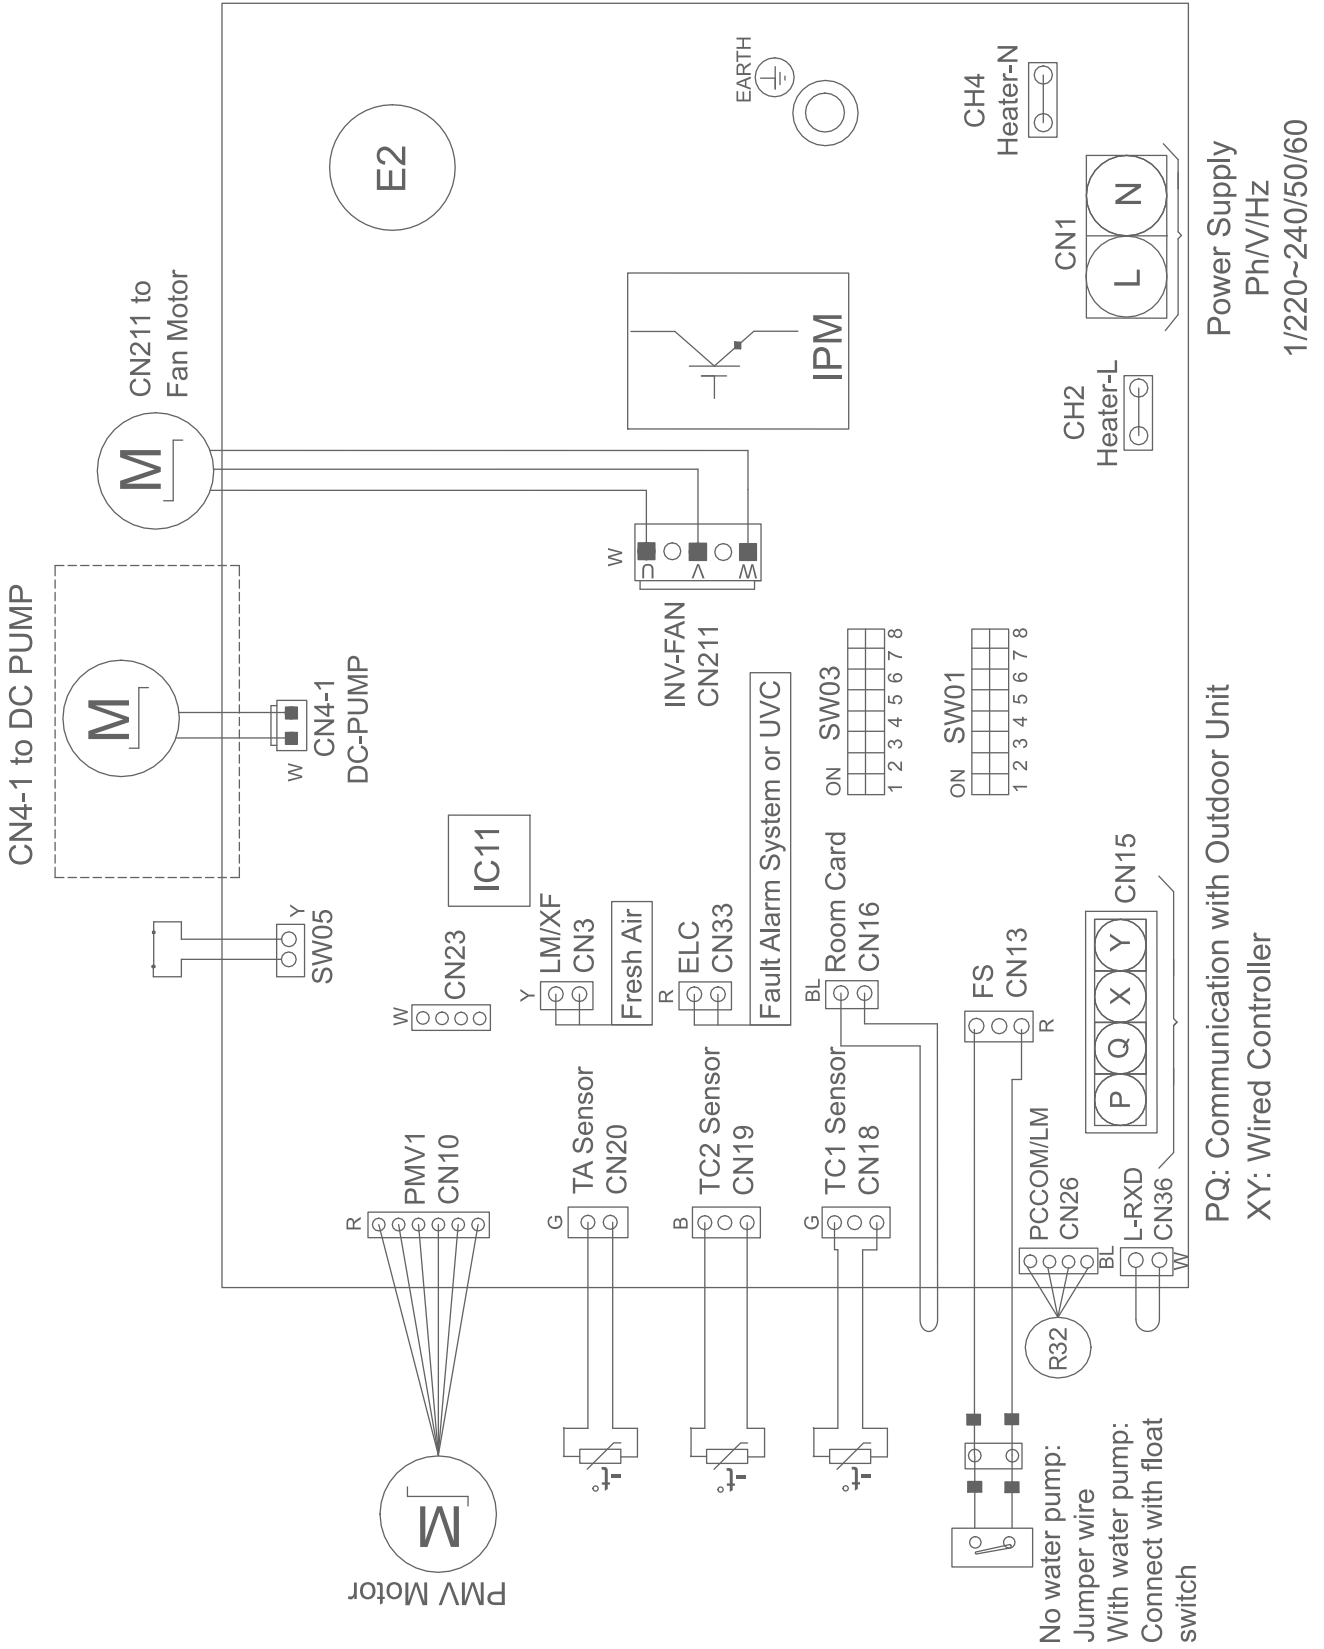 CN4-1 to DC PUMP
M
W
CN4-1
DC-PUMP
CN211 to
Fan Motor
M
E2
EARTH
Y
SW05
IC11
W
CN23
R
PMV1
CN10
PMV Motor
M
Y
LM/XF
CN3
Fresh Air
R
ELC
CN33
Fault Alarm System or UVC
W
U
V
W
INV-FAN
CN211
IPM
G
TA Sensor
CN20
-t°
B
TC2 Sensor
CN19
-t°
G
TC1 Sensor
CN18
-t°
BL
Room Card
CN16
ON
SW03
1 2 3 4 5 6 7 8
ON
SW01
1 2 3 4 5 6 7 8
FS
CN13
R
CH4
Heater-N
CH2
Heater-L
CN1
L
N
Power Supply
Ph/V/Hz
1/220~240/50/60
PCCOM/LM
CN26
BL
R32
L-RXD
CN36
W
P
Q
X
Y
CN15
PQ: Communication with Outdoor Unit
XY: Wired Controller
No water pump:
Jumper wire
With water pump:
Connect with float
switch